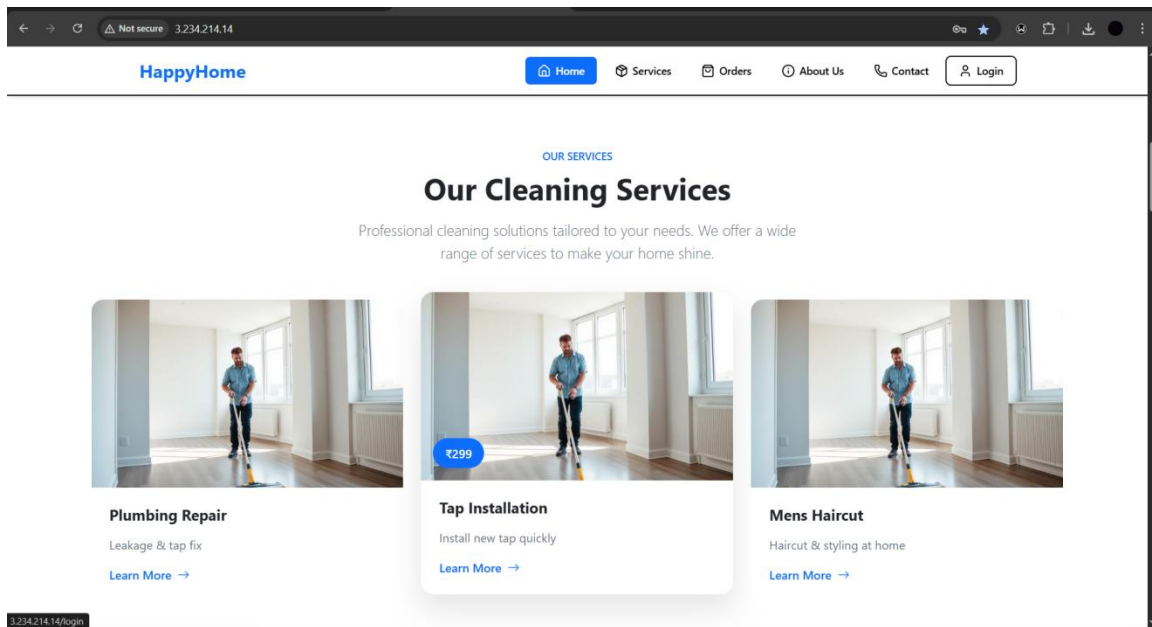 Not secure 3.234.214.14
HappyHome
Home Services Orders About Us Contact Login
OUR SERVICES
Our Cleaning Services
Professional cleaning solutions tailored to your needs. We offer a wide
range of services to make your home shine.
₹299
Plumbing Repair
Leakage & tap fix
Learn More →
Tap Installation
Install new tap quickly
Learn More →
Mens Haircut
Haircut & styling at home
Learn More →
3.234.214.14/login